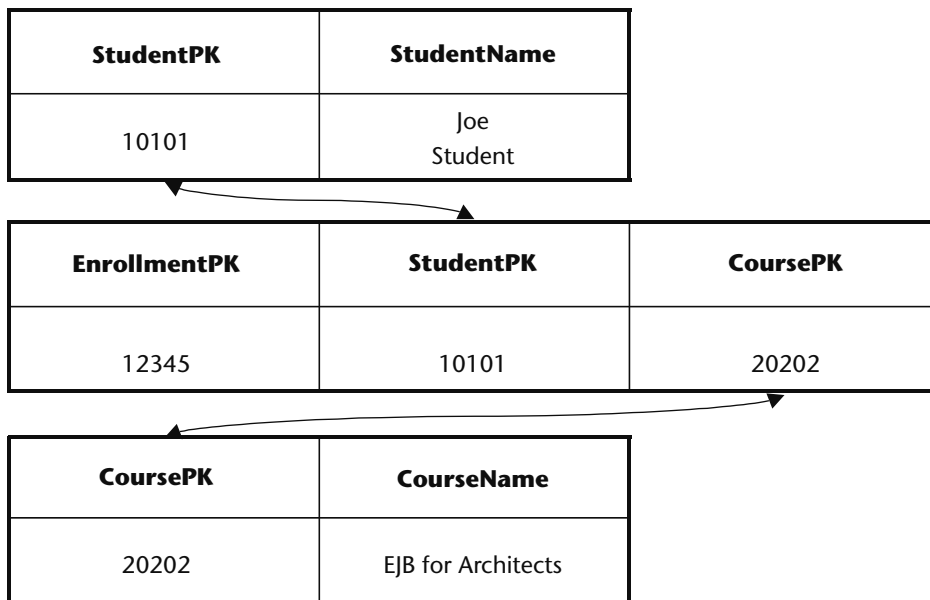 StudentPK StudentName
10101 Joe
Student
EnrollmentPK StudentPK CoursePK
12345 10101 20202
CoursePK CourseName
20202 EJB for Architects